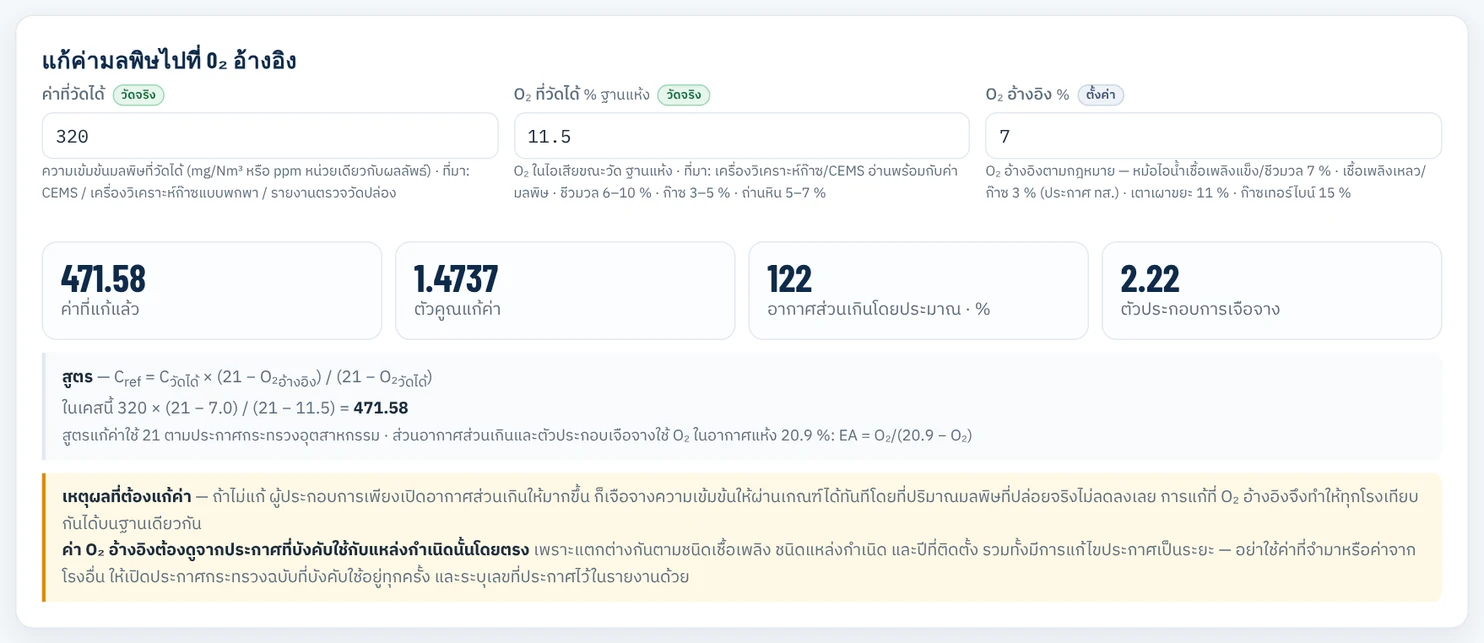 แก้ค่ามลพิษไปที่ O₂ อ้างอิง
ค่าที่วัดได้ วัดจริง
320
ความเข้มข้นมลพิษที่วัดได้ (mg/Nm³ หรือ ppm หน่วยเดียวกับผลลัพธ์) · ที่มา:
CEMS / เครื่องวิเคราะห์ก๊าซแบบพกพา / รายงานตรวจวัดปล่อง
O₂ ที่วัดได้ % ฐานแห้ง วัดจริง
11.5
O₂ ในไอเสียขณะวัด ฐานแห้ง · ที่มา: เครื่องวิเคราะห์ก๊าซ/CEMS อ่านพร้อมกับค่า
มลพิษ · ชีวมวล 6–10 % · ก๊าซ 3–5 % · ถ่านหิน 5–7 %
O₂ อ้างอิง % ตั้งค่า
7
O₂ อ้างอิงตามกฎหมาย — หม้อไอน้ำเชื้อเพลิงแข็ง/ชีวมวล 7 % · เชื้อเพลิงเหลว/
ก๊าซ 3 % (ประกาศ ทส.) · เตาเผาขยะ 11 % · ก๊าซเทอร์ไบน์ 15 %
471.58
ค่าที่แก้แล้ว
1.4737
ตัวคูณแก้ค่า
122
อากาศส่วนเกินโดยประมาณ · %
2.22
ตัวประกอบการเจือจาง
สูตร — Cref = Cวัดได้ × (21 − O₂อ้างอิง) / (21 − O₂วัดได้)
ในเคสนี้ 320 × (21 − 7.0) / (21 − 11.5) = 471.58
สูตรแก้ค่าใช้ 21 ตามประกาศกระทรวงอุตสาหกรรม · ส่วนอากาศส่วนเกินและตัวประกอบเจือจางใช้ O₂ ในอากาศแห้ง 20.9 %: EA = O₂/(20.9 − O₂)
เหตุผลที่ต้องแก้ค่า — ถ้าไม่แก้ ผู้ประกอบการเพียงเปิดอากาศส่วนเกินให้มากขึ้น ก็เจือจางความเข้มข้นให้ผ่านเกณฑ์ได้ทันทีโดยที่ปริมาณมลพิษที่ปล่อยจริงไม่ลดลงเลย การแก้ที่ O₂ อ้างอิงจึงทำให้ทุกโรงเทียบ
กันได้บนฐานเดียวกัน
ค่า O₂ อ้างอิงต้องดูจากประกาศที่บังคับใช้กับแหล่งกำเนิดนั้นโดยตรง เพราะแตกต่างกันตามชนิดเชื้อเพลิง ชนิดแหล่งกำเนิด และปีที่ติดตั้ง รวมทั้งมีการแก้ไขประกาศเป็นระยะ — อย่าใช้ค่าที่จำมาหรือค่าจาก
โรงอื่น ให้เปิดประกาศกระทรวงฉบับที่บังคับใช้อยู่ทุกครั้ง และระบุเลขที่ประกาศไว้ในรายงานด้วย